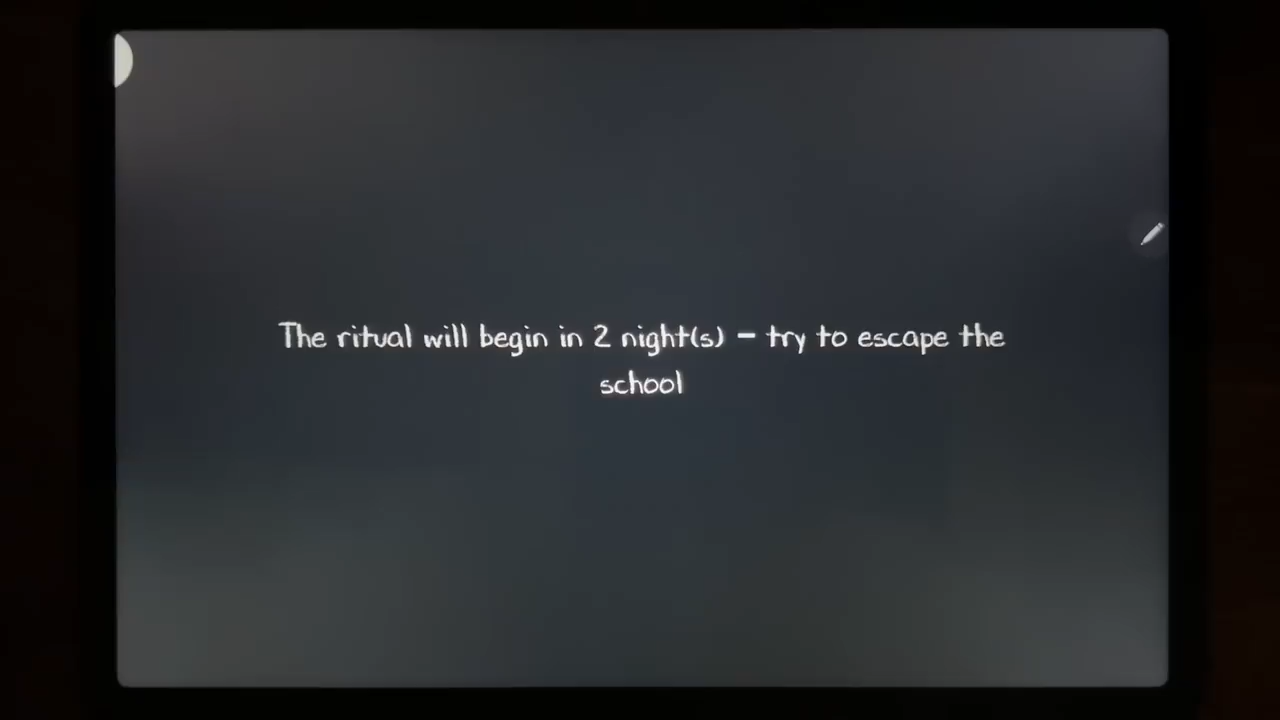 The ritual will begin in 2 night(s) - try to escape the
school